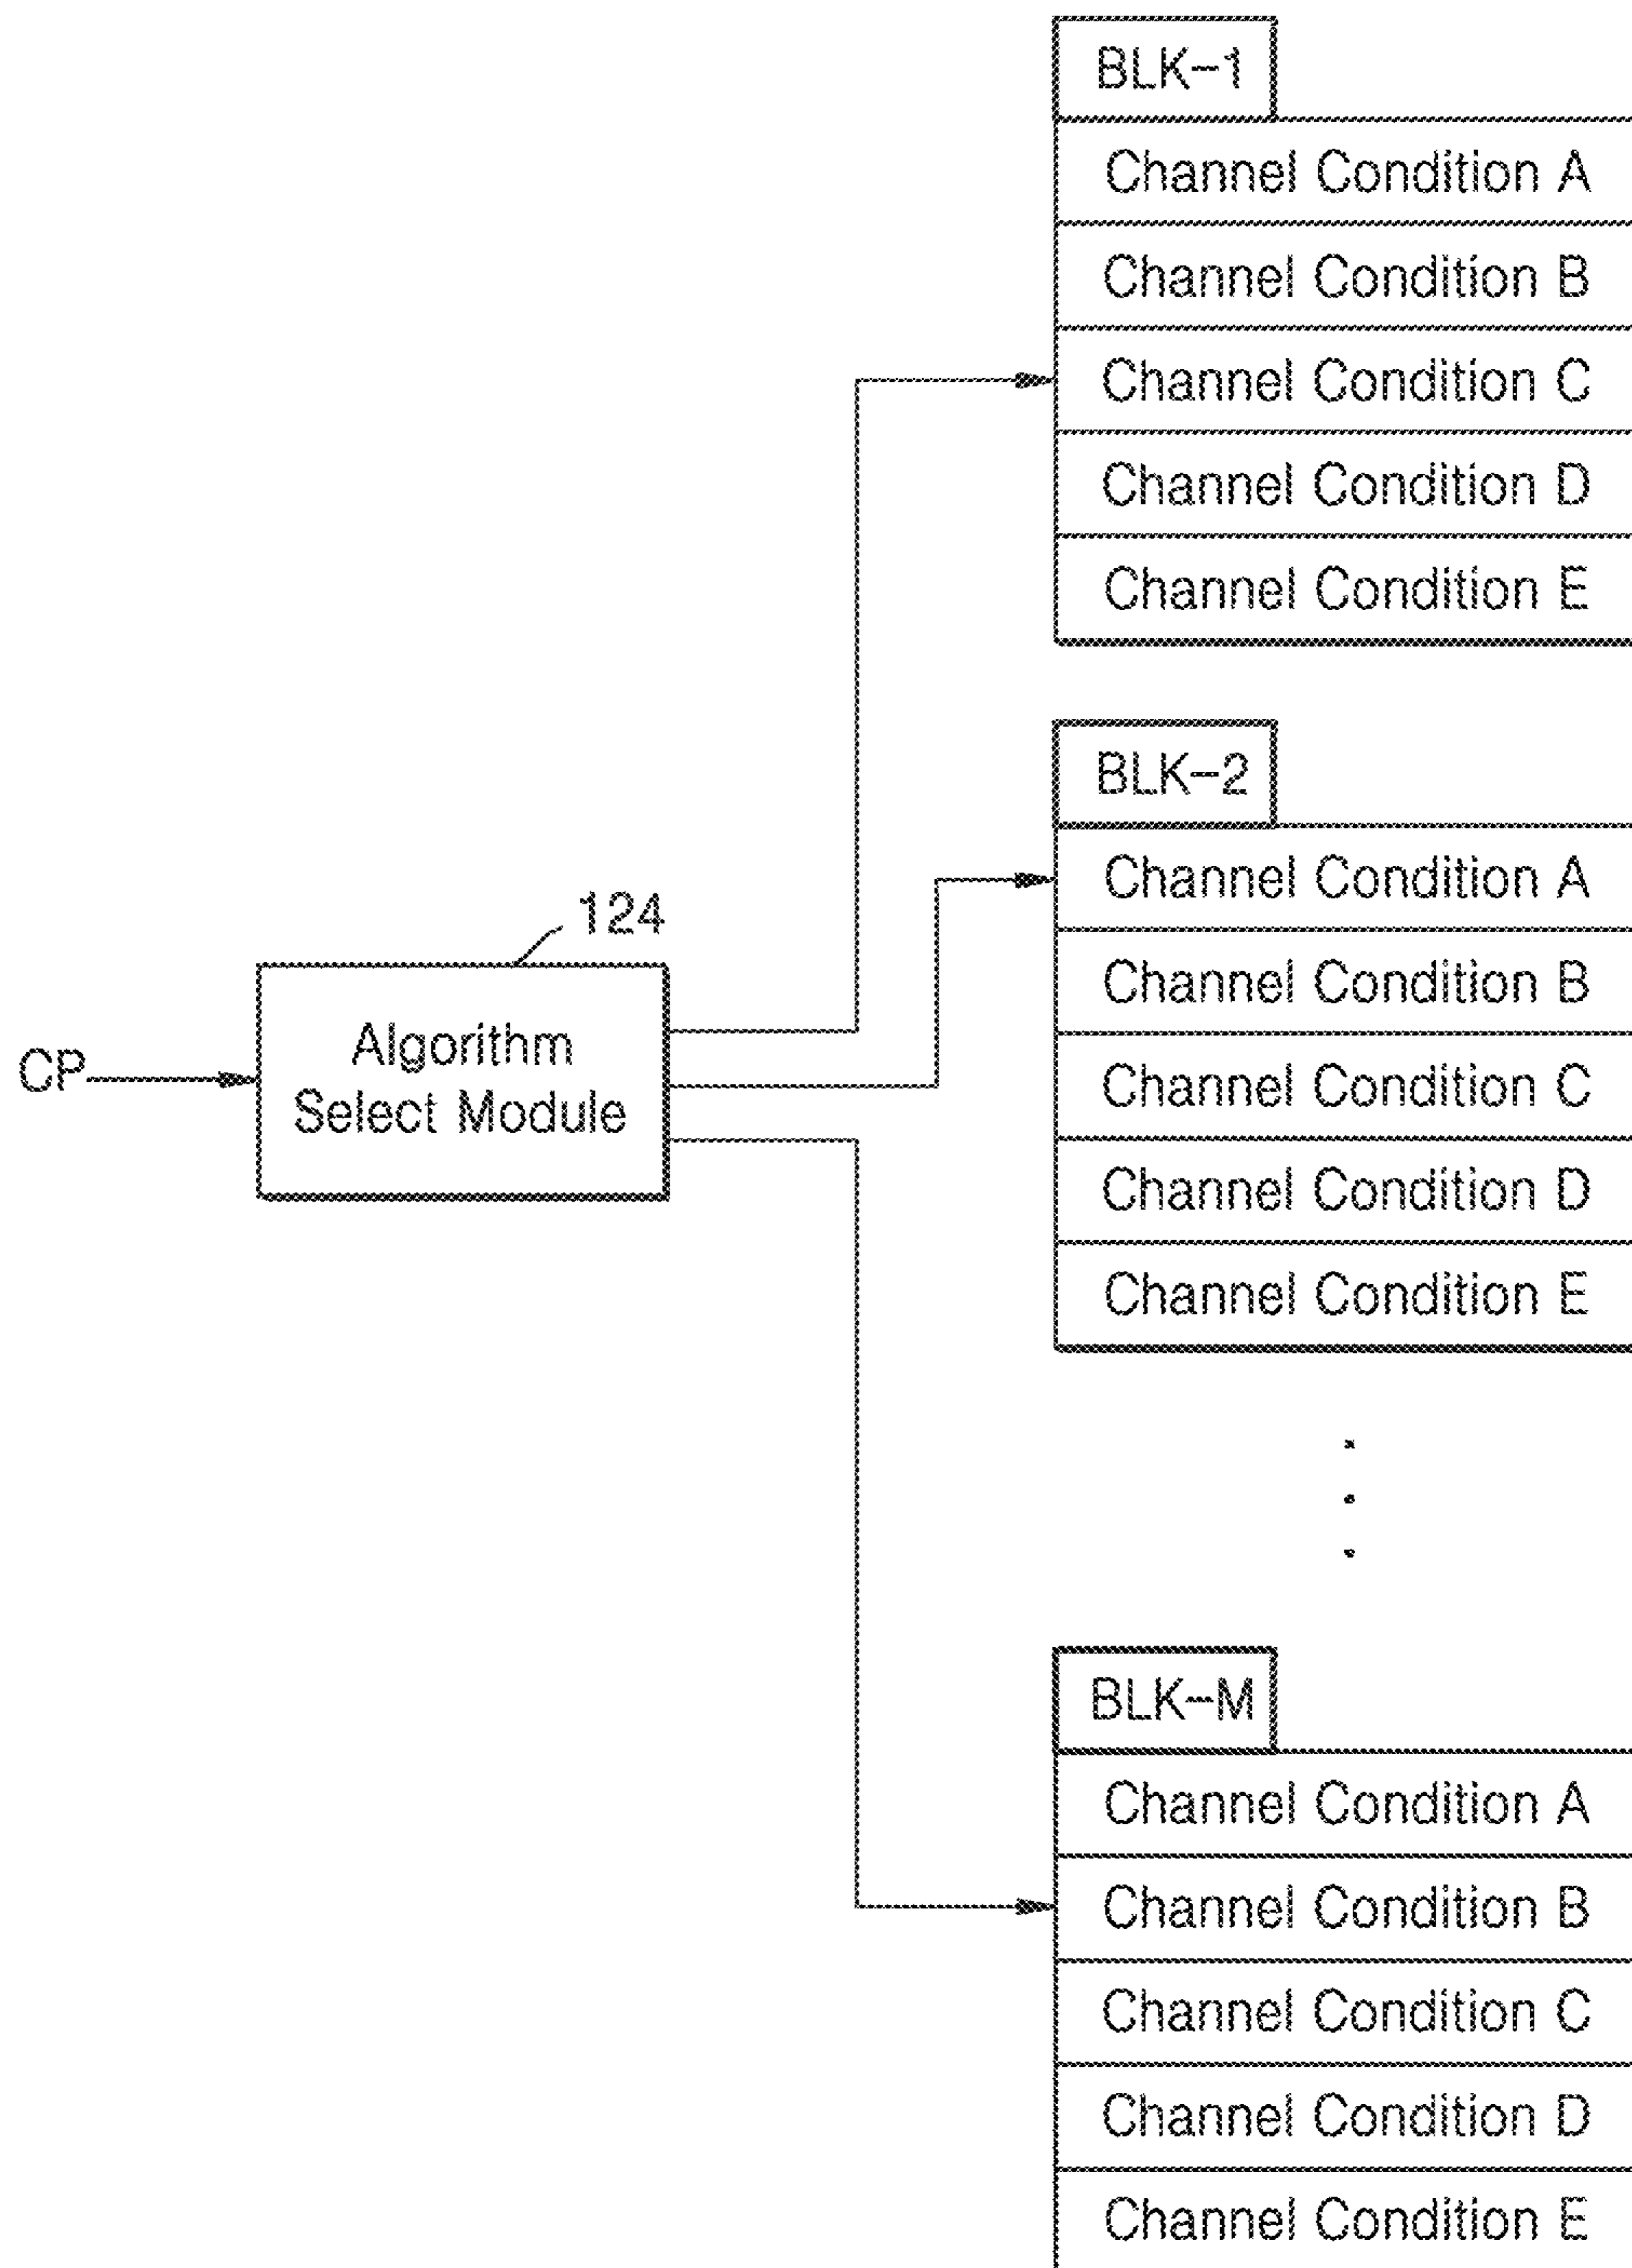 BLK-1
Channel Condition A
Channel Condition B
Channel Condition C
Channel Condition D
Channel Condition E
BLK-2
Channel Condition A
Channel Condition B
Channel Condition C
Channel Condition D
Channel Condition E
124
CP
Algorithm
Select Module
BLK-M
Channel Condition A
Channel Condition B
Channel Condition C
Channel Condition D
Channel Condition E